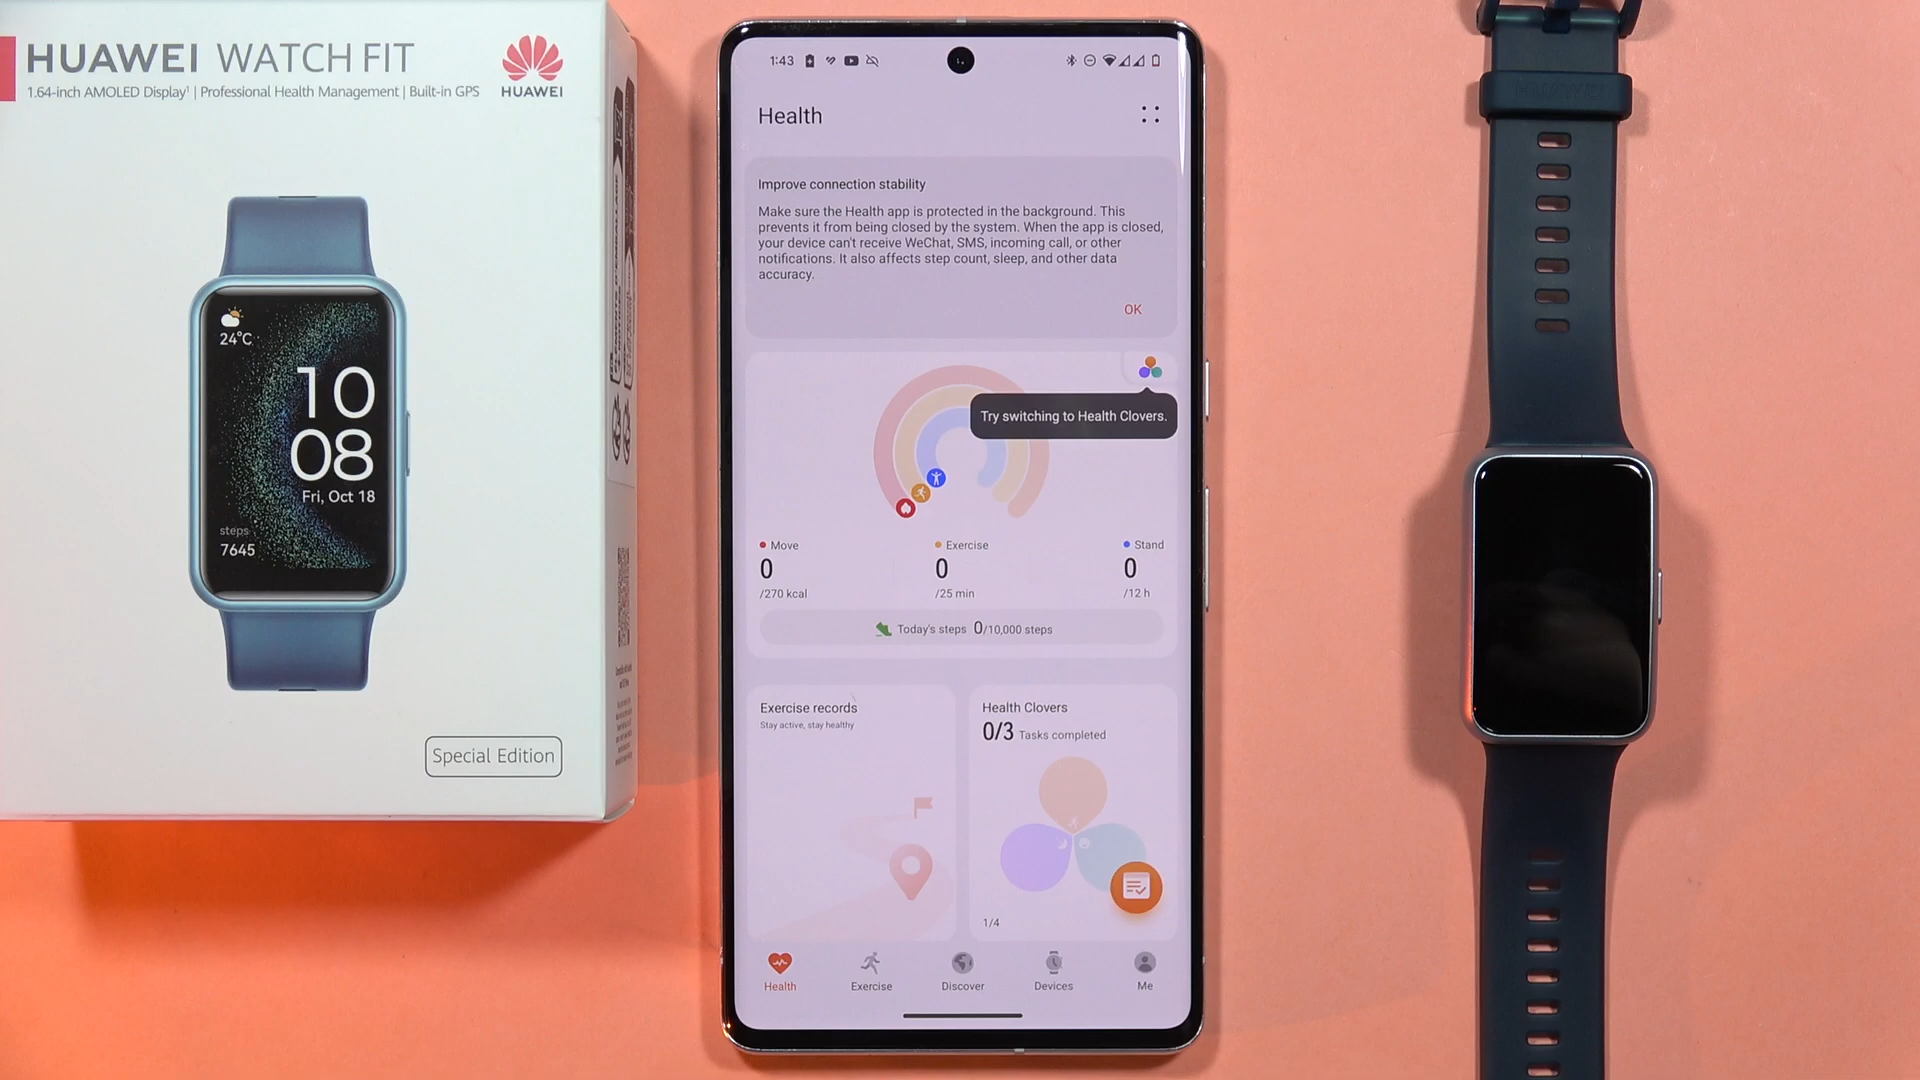 HUAWEI WATCH FIT
1.64-inch AMOLED Display¹ | Professional Health Management | Built-in GPS
HUAWEI
24°C
10
08
Fri, Oct 18
steps
7645
Special Edition
1:43
Health
Improve connection stability
Make sure the Health app is protected in the background. This
prevents it from being closed by the system. When the app is closed,
your device can't receive WeChat, SMS, incoming call, or other
notifications. It also affects step count, sleep, and other data
accuracy.
OK
Try switching to Health Clovers.
Move
0
/270 kcal
Exercise
0
/25 min
Stand
0
/12 h
Today's steps 0/10,000 steps
Exercise records
Stay active, stay healthy
Health Clovers
0/3 Tasks completed
1/4
Health
Exercise
Discover
Devices
Me
HUAWEI